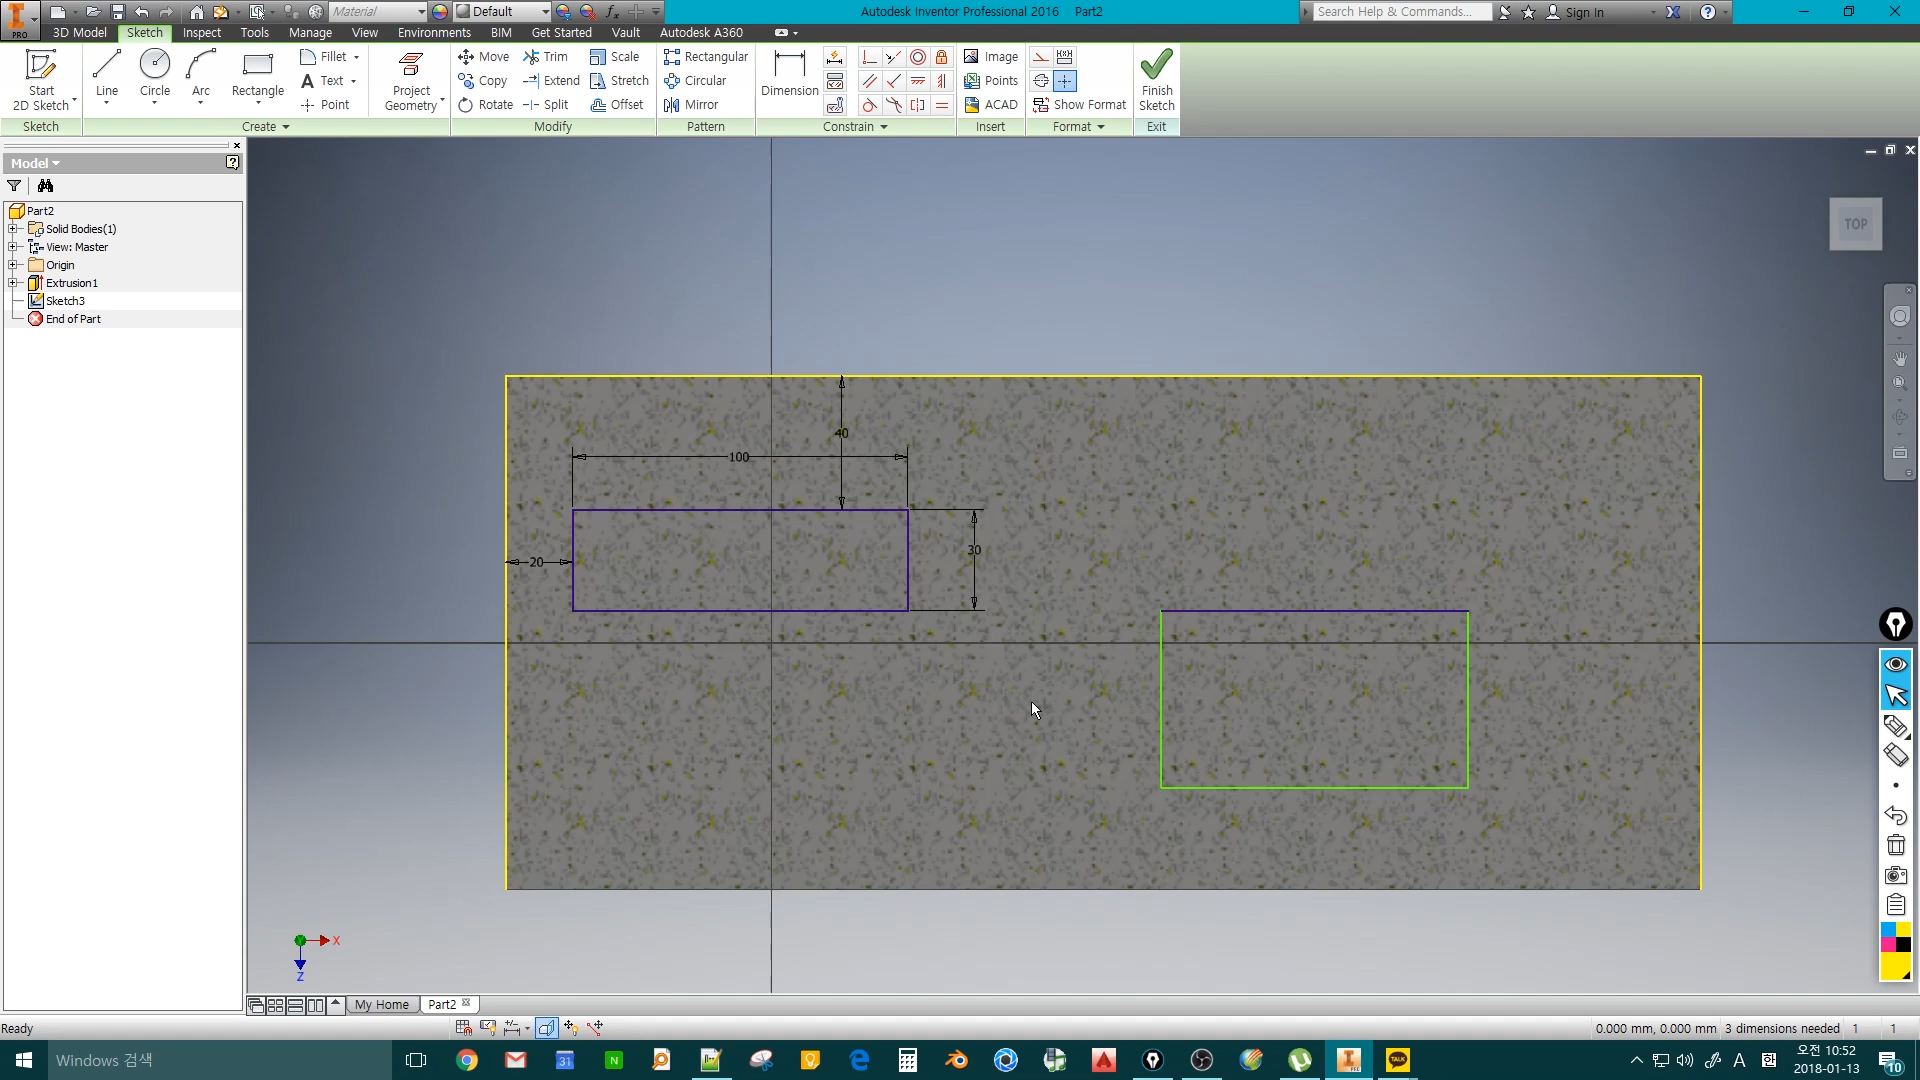 Material
Default
Autodesk Inventor Professional 2016 Part2
Search Help & Commands...
Sign In
PRO
3D Model
Sketch
Inspect
Tools
Manage
View
Environments
BIM
Get Started
Vault
Autodesk A360
Start
2D Sketch
Line
Circle
Arc
Rectangle
Fillet
Text
Point
Project
Geometry
Move
Copy
Rotate
Trim
Extend
Split
Scale
Stretch
Offset
Rectangular
Circular
Mirror
Dimension
Image
Points
ACAD
Show Format
Finish
Sketch
Sketch
Create
Modify
Pattern
Constrain
Insert
Format
Exit
Model
Part2
Solid Bodies(1)
View: Master
Origin
Extrusion1
Sketch3
End of Part
TOP
40
100
20
30
X
Z
My Home
Part2
Ready
0.000 mm, 0.000 mm
3 dimensions needed
1
1
Windows 검색
31
N
TALK
A
오전 10:52
2018-01-13
10